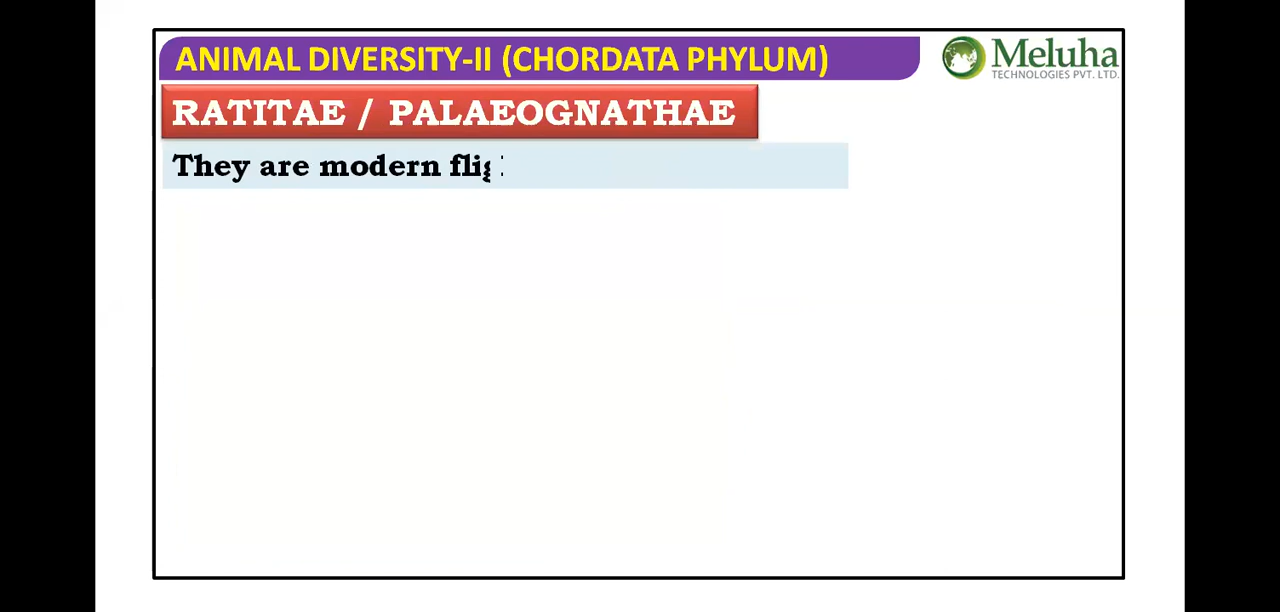 ANIMAL DIVERSITY-II (CHORDATA PHYLUM)
Meluha
TECHNOLOGIES PVT. LTD.
RATITAE / PALAEOGNATHAE
They are modern